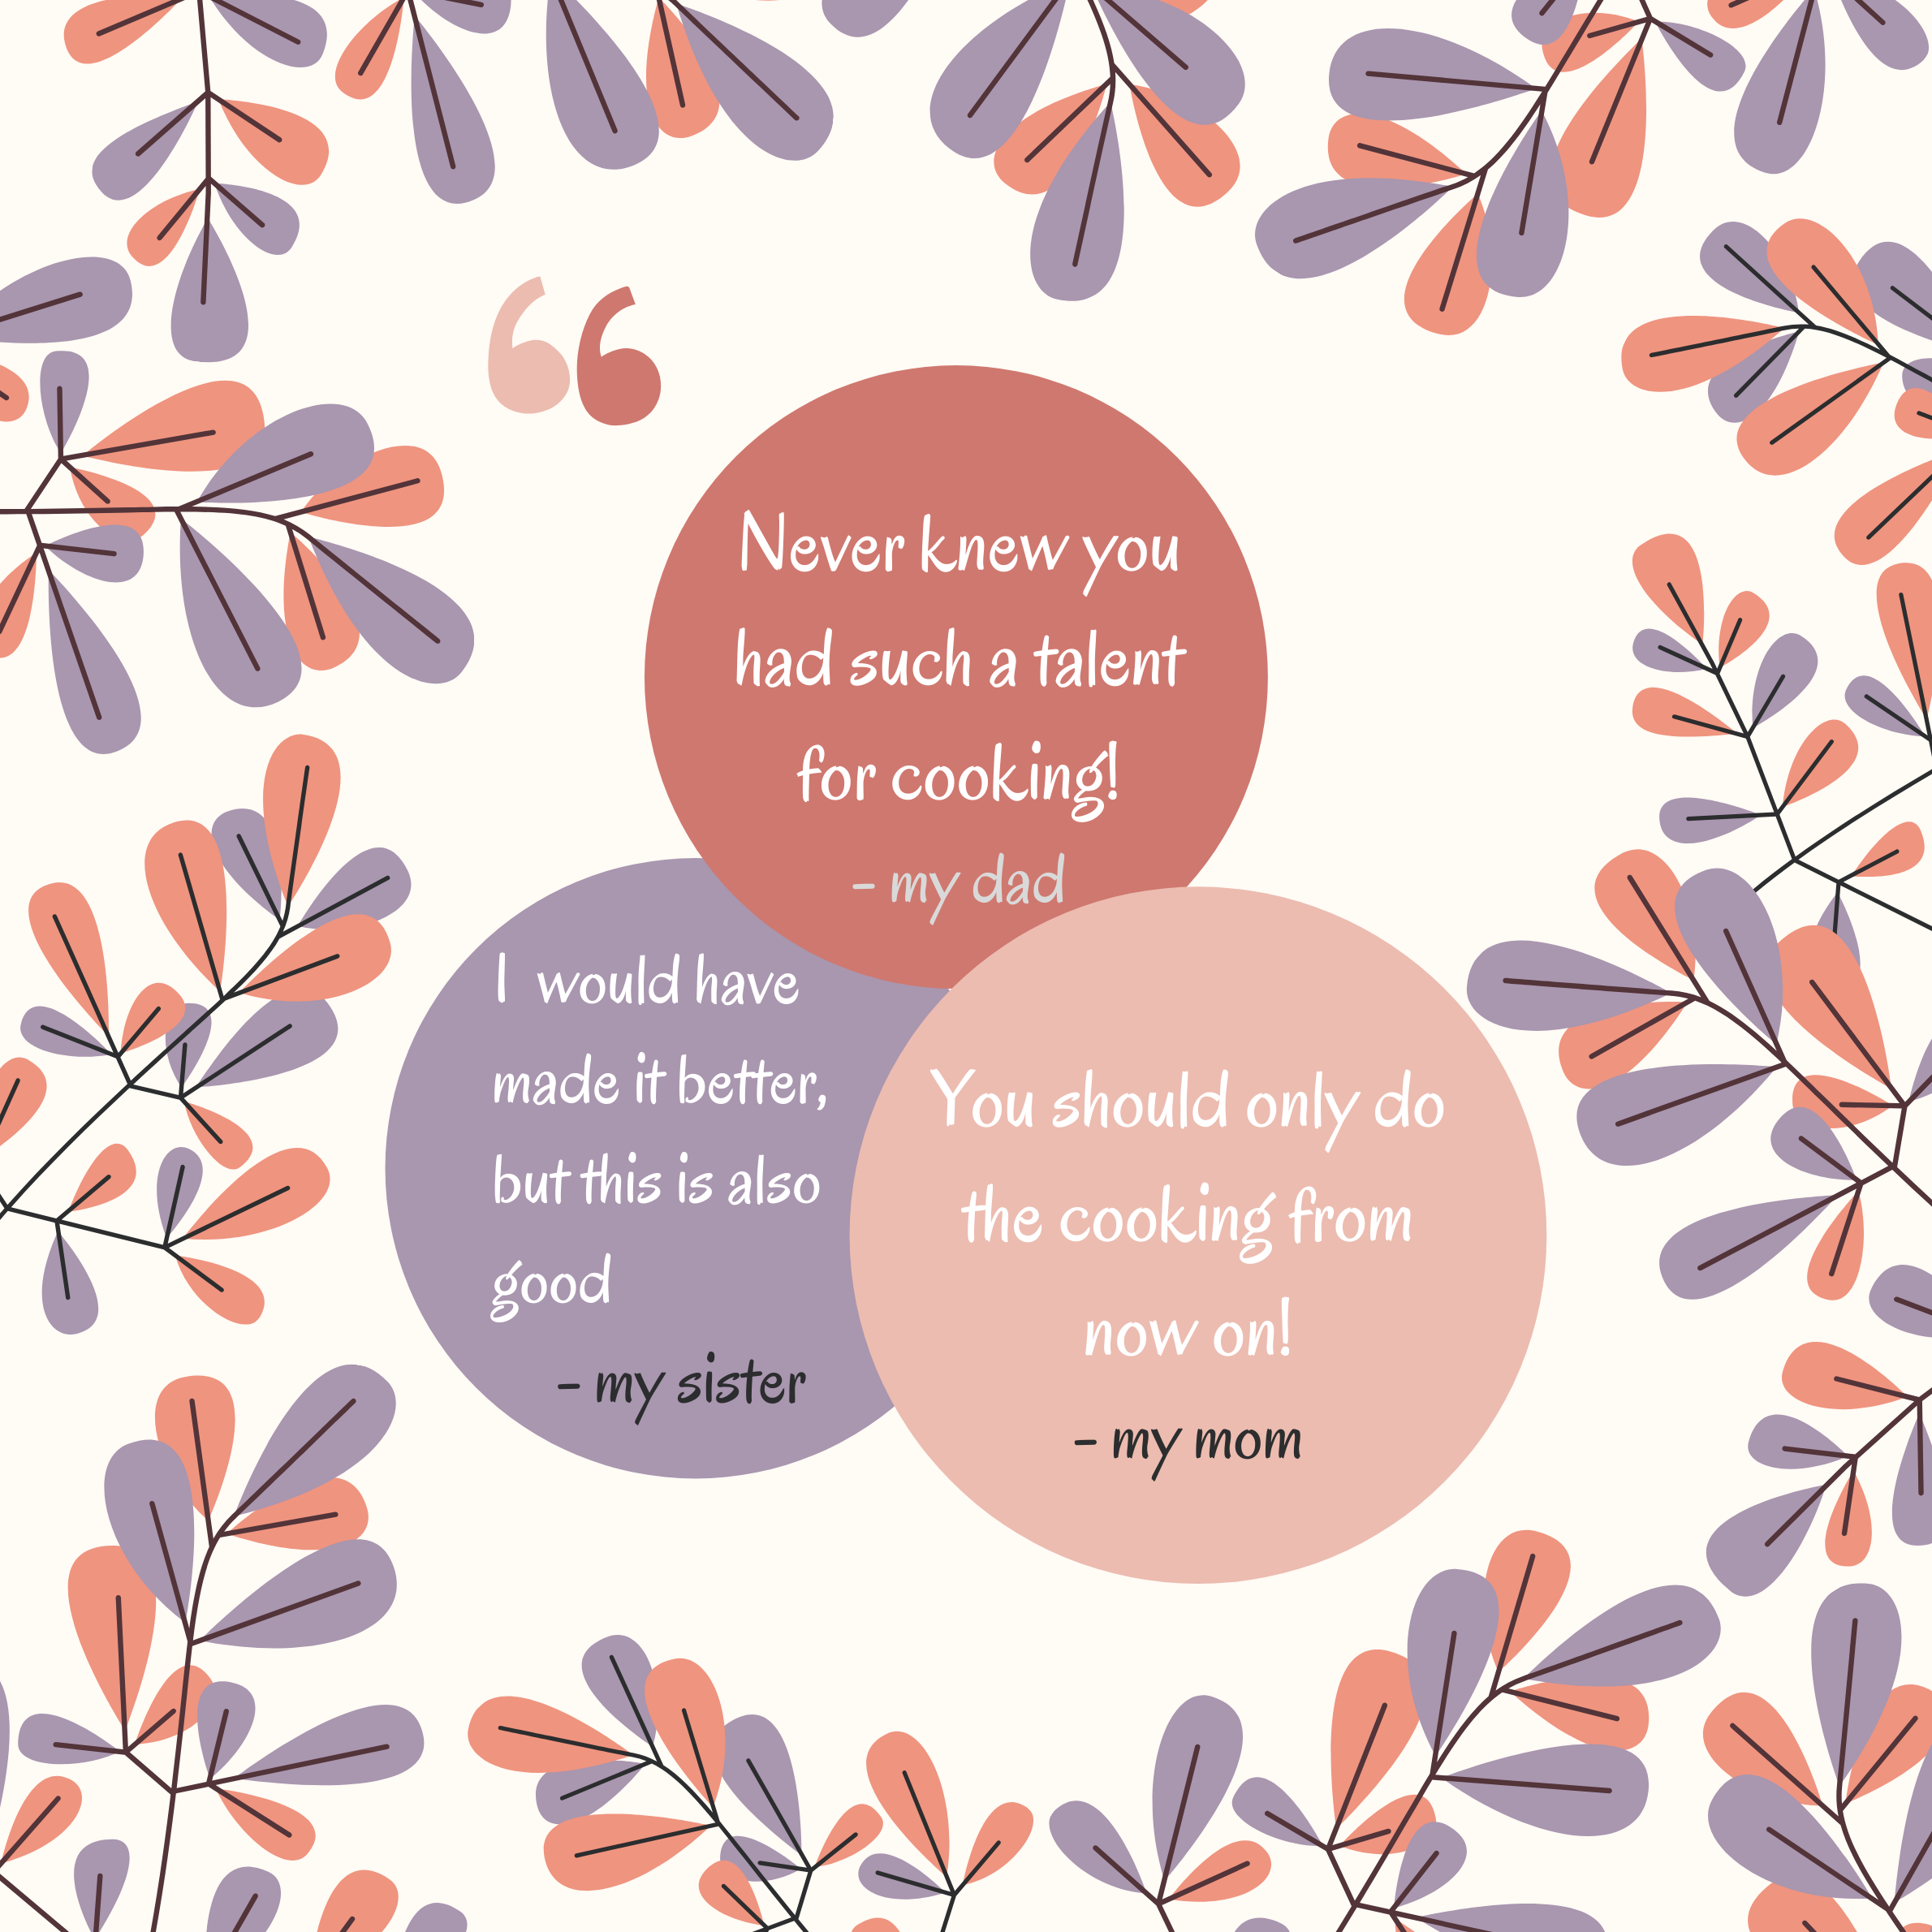 Never knew you
had such a talent
for cooking!
- my dad
I would have
made it better,
but this is also
good
- my sister
You should only do
the cooking from
now on!
- my mom